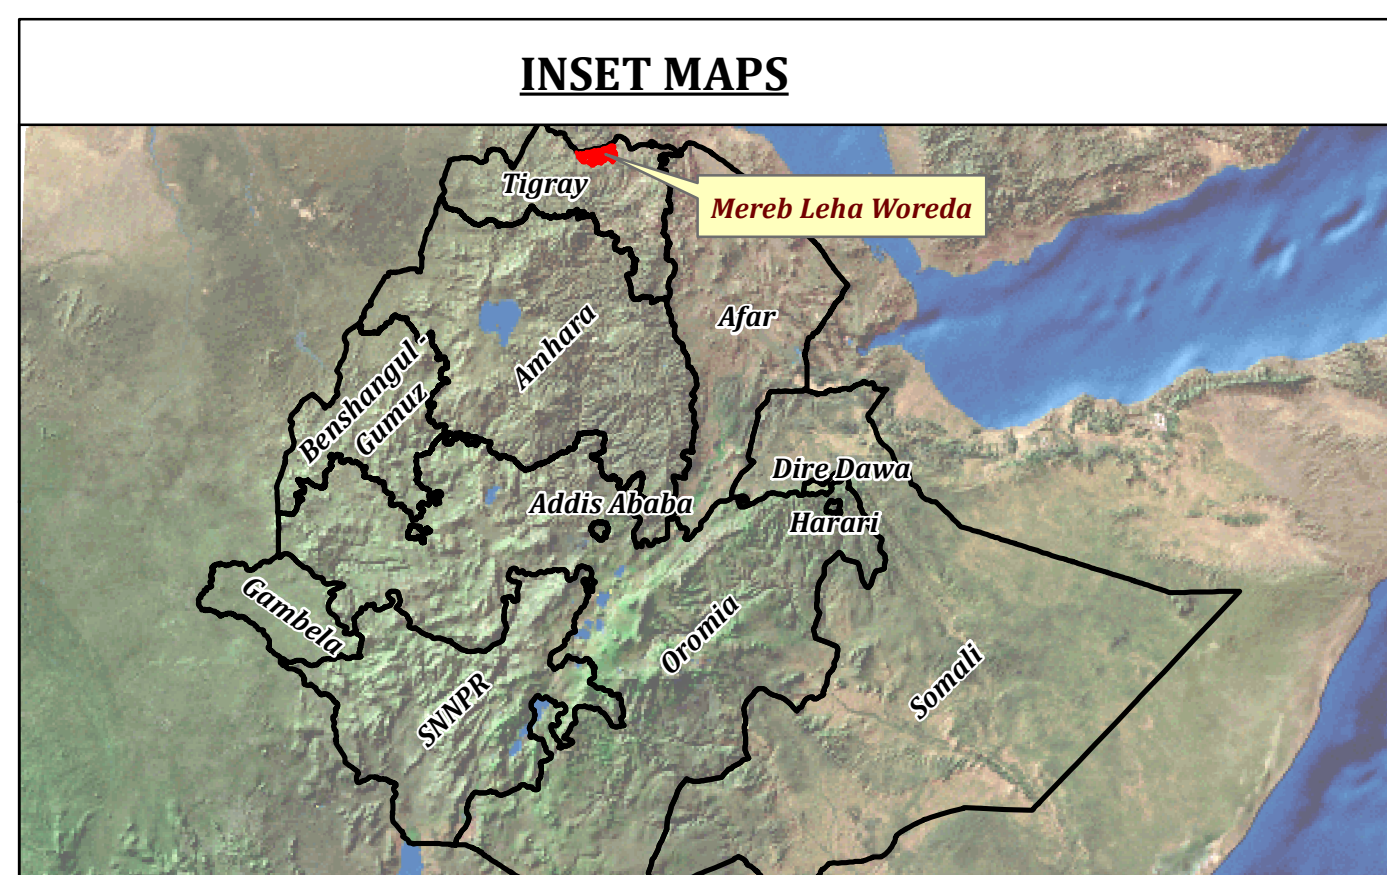 INSET MAPS
Tigray
Mereb Leha Woreda
Afar
Amhara
Benshangul -
Gumuz
Dire Dawa
Addis Ababa
Harari
Gambela
Oromia
SNNPR
Somali